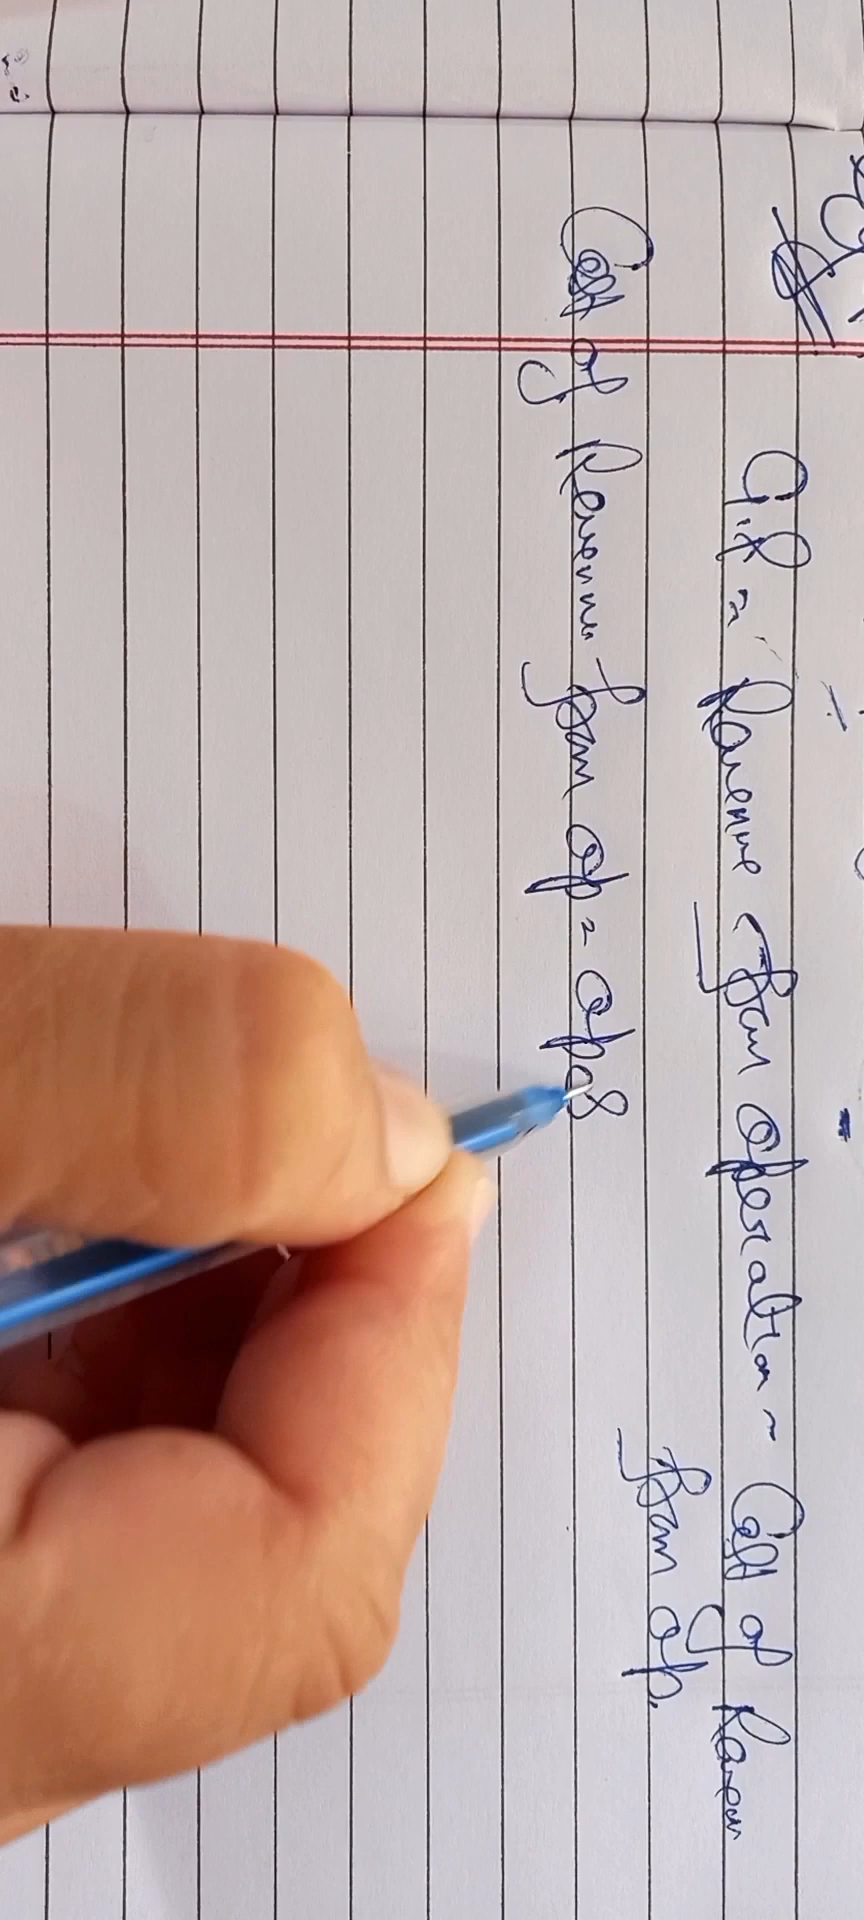 G.P = Revenue from operation - Cost of Reven
from op.
Cost of Revenue from op = op